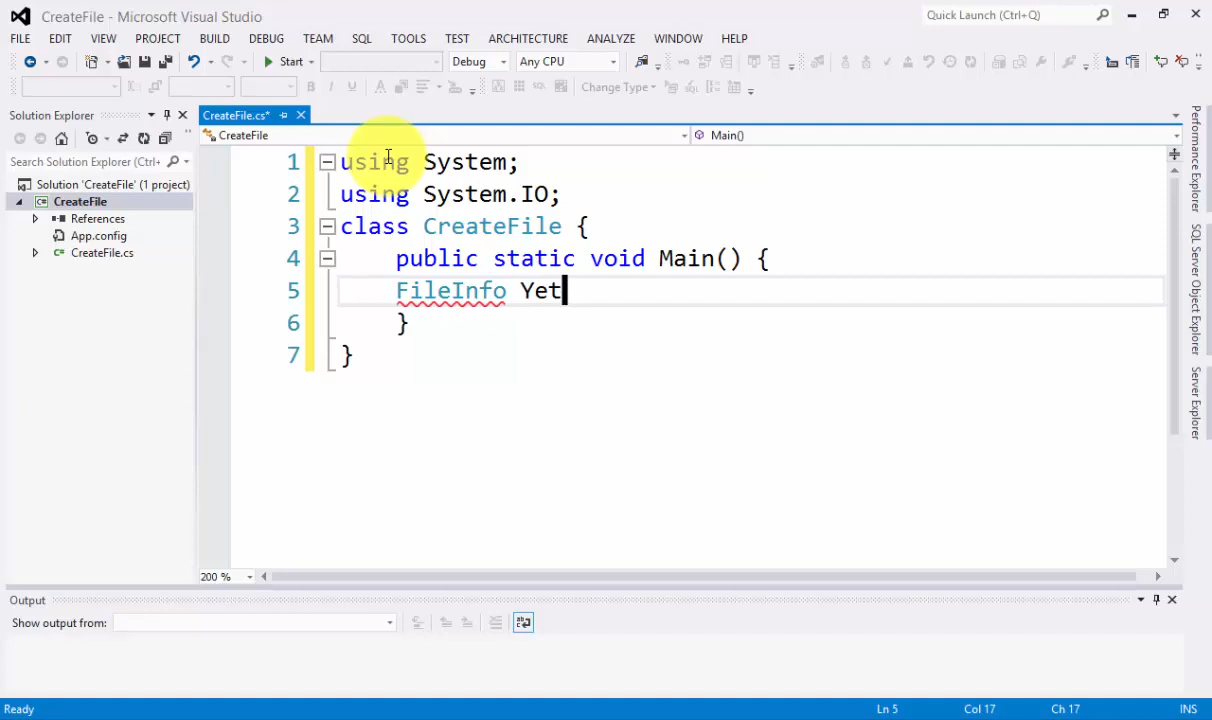 CreateFile - Microsoft Visual Studio
Quick Launch (Ctrl+Q)
FILE EDIT VIEW PROJECT BUILD DEBUG TEAM SQL TOOLS TEST ARCHITECTURE ANALYZE WINDOW HELP
Start Debug Any CPU
Change Type
Solution Explorer
CreateFile.cs*
CreateFile
Main()
Search Solution Explorer (Ctrl+
Solution 'CreateFile' (1 project)
CreateFile
References
App.config
CreateFile.cs
1 using System;
2 using System.IO;
3 class CreateFile {
4 public static void Main() {
5 FileInfo Yet
6 }
7 }
200 %
Performance Explorer
SQL Server Object Explorer
Server Explorer
Output
Show output from:
Ready
Ln 5 Col 17 Ch 17 INS